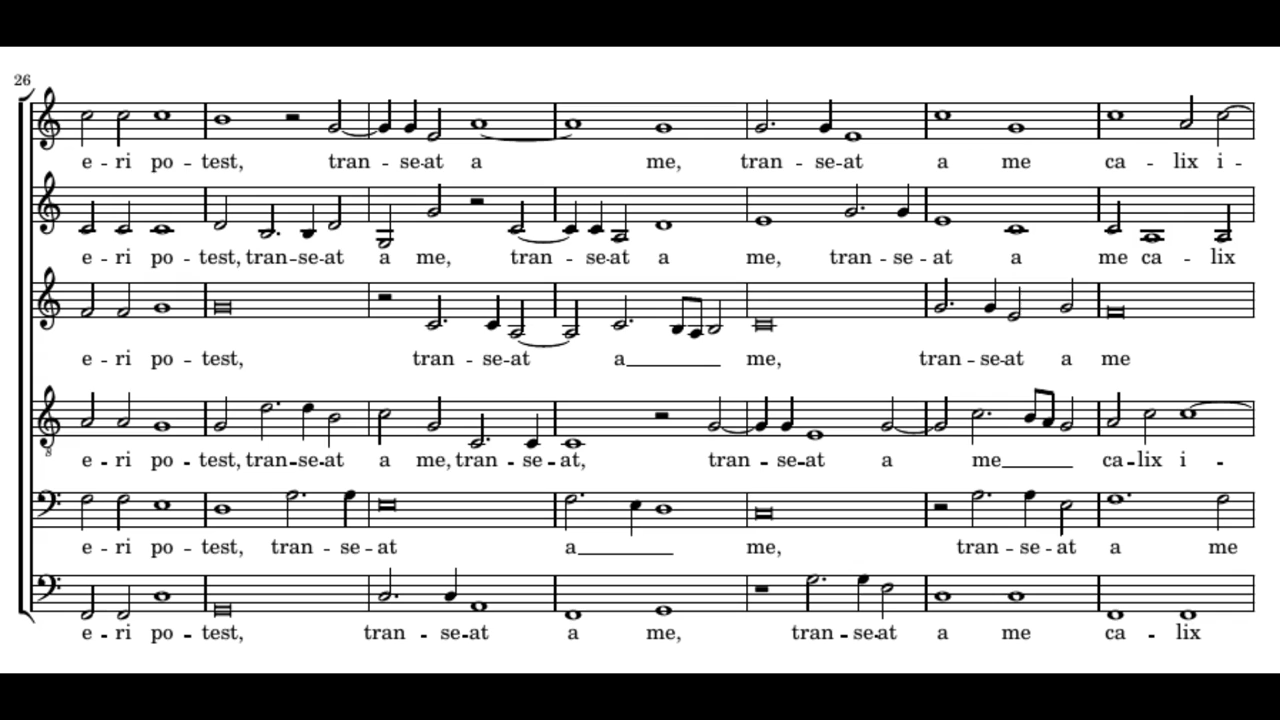 26
e - ri po - test, tran - se-at a me, tran - se-at a me ca - lix i -
e - ri po - test, tran-se-at a me, tran - se-at a me, tran - se - at a me ca - lix
e - ri po - test, tran - se-at a me, tran - se-at a me
8
e - ri po - test, tran-se-at a me, tran - se - at, tran - se-at a me ca-lix i -
e - ri po - test, tran - se-at a me, tran - se - at a me
e - ri po - test, tran - se-at a me, tran - se-at a me ca - lix